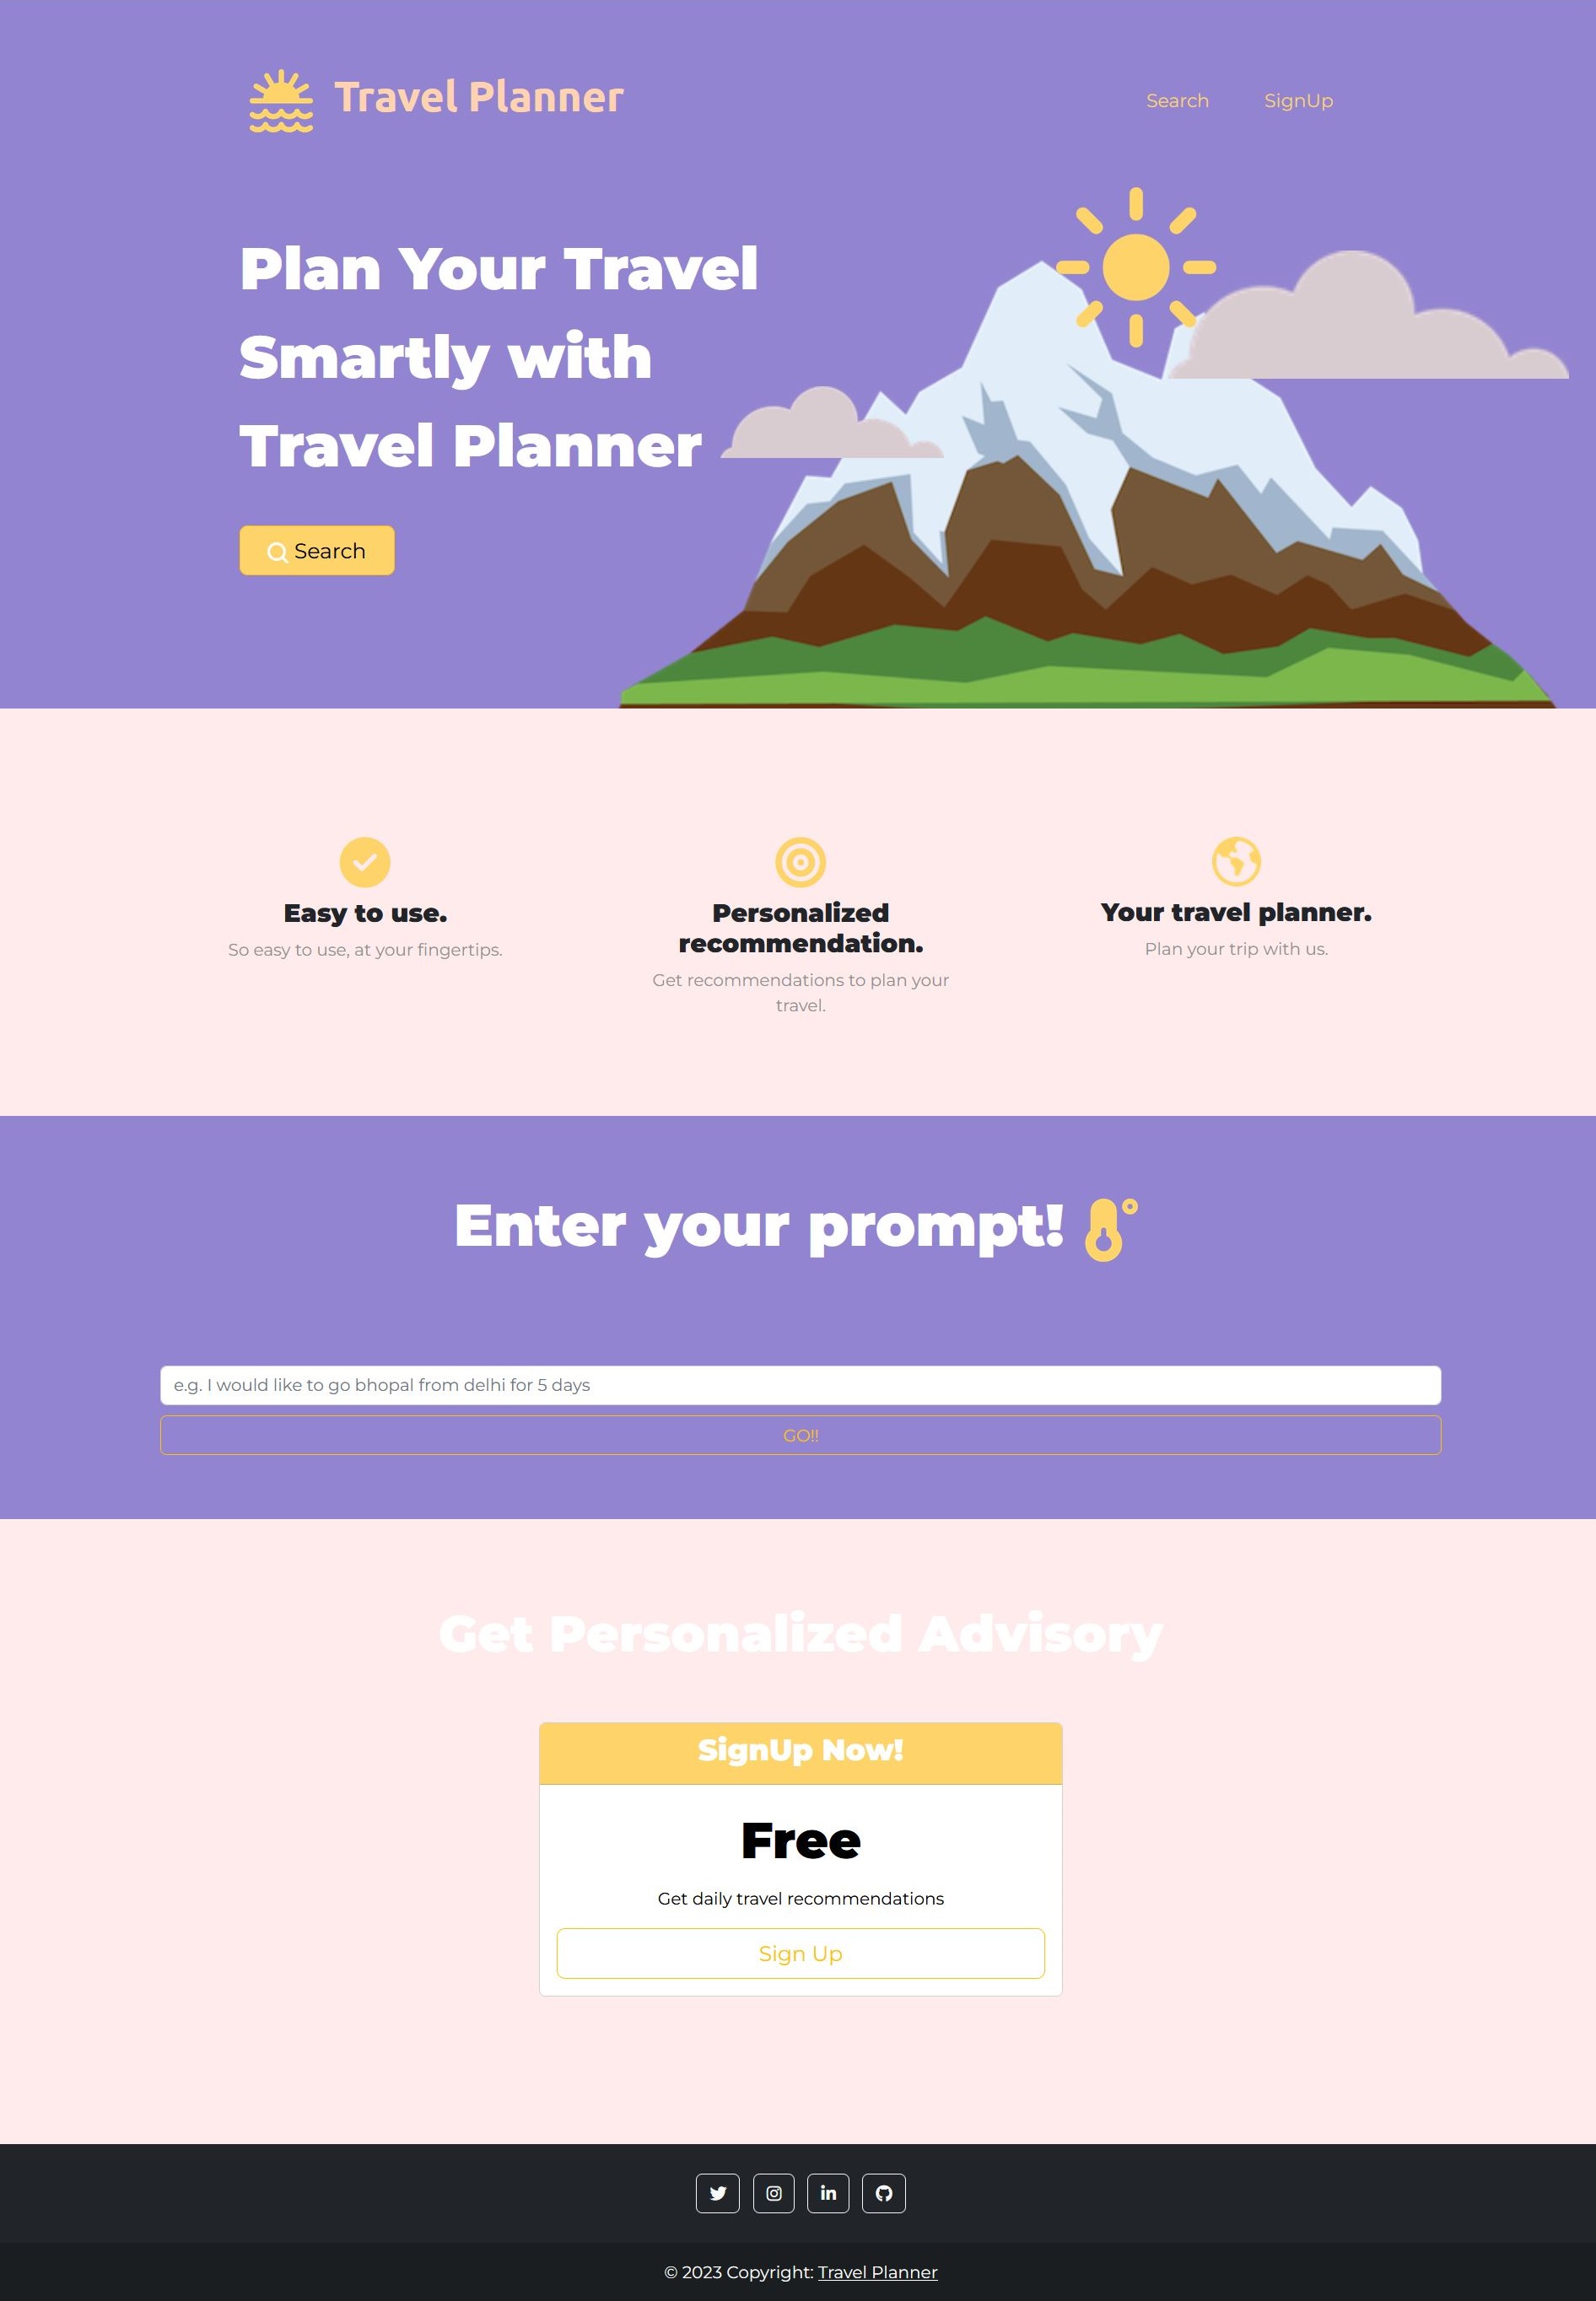 Travel Planner
Search
SignUp
Plan Your Travel
Smartly with
Travel Planner
Search
Easy to use.
So easy to use, at your fingertips.
Personalized
recommendation.
Get recommendations to plan your
travel.
Your travel planner.
Plan your trip with us.
Enter your prompt!
e.g. I would like to go bhopal from delhi for 5 days
GO!!
Get Personalized Advisory
SignUp Now!
Free
Get daily travel recommendations
Sign Up
© 2023 Copyright: Travel Planner